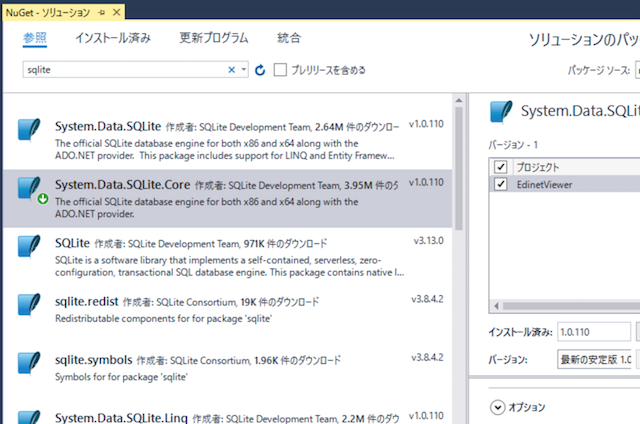 NuGet - ソリューション
参照 インストール済み 更新プログラム 統合
ソリューションのパッ
sqlite
プレリリースを含める
パッケージ ソース:
System.Data.SQLite 作成者: SQLite Development Team, 2.64M 件のダウンロー v1.0.110
The official SQLite database engine for both x86 and x64 along with the
ADO.NET provider. This package includes support for LINQ and Entity Framew...
System.Data.SQLite.Core 作成者: SQLite Development Team, 3.95M 件のダ v1.0.110
The official SQLite database engine for both x86 and x64 along with the
ADO.NET provider.
SQLite 作成者: SQLite Development Team, 971K 件のダウンロード v3.13.0
SQLite is a software library that implements a self-contained, serverless, zero-
configuration, transactional SQL database engine. This package contains native l...
sqlite.redist 作成者: SQLite Consortium, 19K 件のダウンロード v3.8.4.2
Redistributable components for for package 'sqlite'
sqlite.symbols 作成者: SQLite Consortium, 1.96K 件のダウンロード v3.8.4.2
Symbols for for package 'sqlite'
System.Data.SQLite.Linq 作成者: SQLite Development Team, 2.2M 件のダウ v1.0.110
System.Data.SQLit
バージョン - 1
プロジェクト
EdinetViewer
インストール済み: 1.0.110
バージョン: 最新の安定版 1.0
オプション